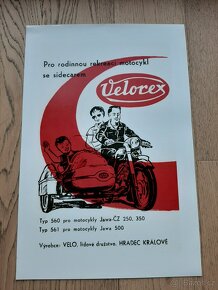 Pro rodinnou rekreaci motocykl
se sidecarem
Velorex
Typ 560 pro motocykly Jawa-ČZ 250, 350
Typ 561 pro motocykly Jawa 500
Výrobce: VELO, lidové družstvo, HRADEC KRÁLOVÉ